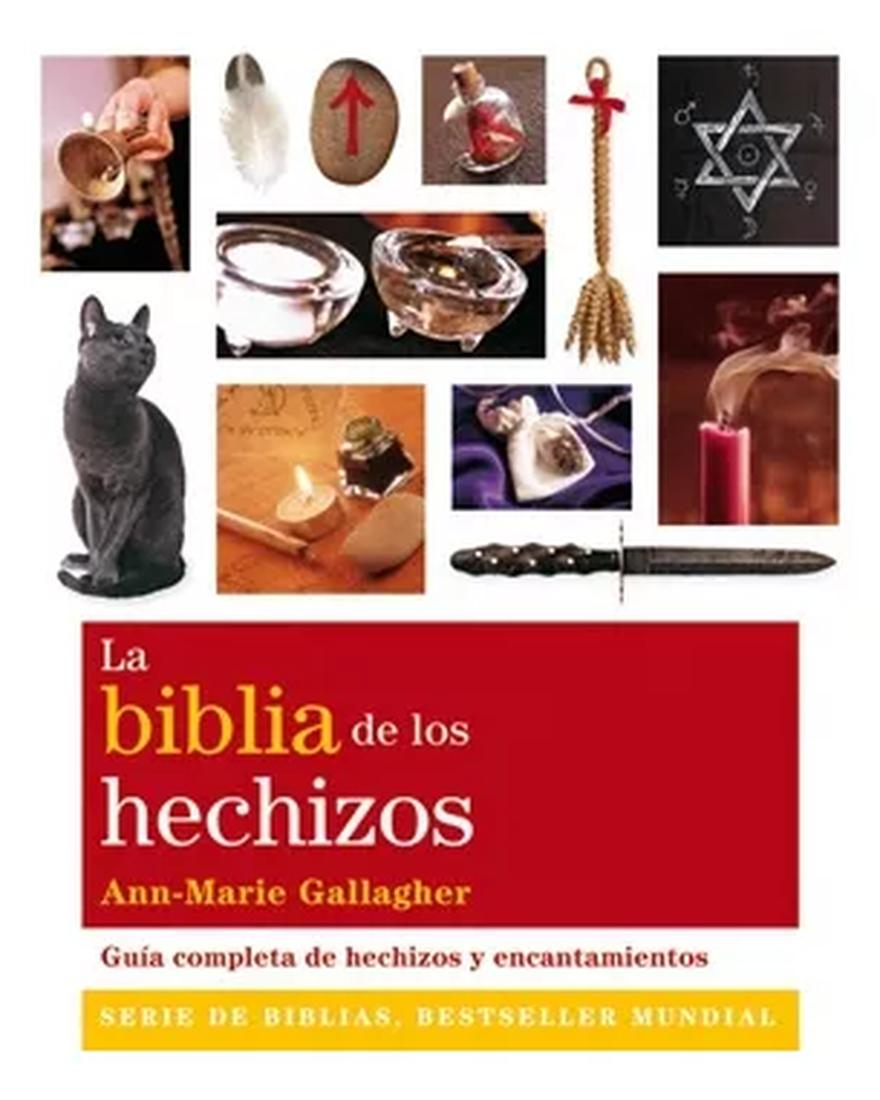 La
biblia de los
hechizos
Ann-Marie Gallagher
Guía completa de hechizos y encantamientos
SERIE DE BIBLIAS, BESTSELLER MUNDIAL